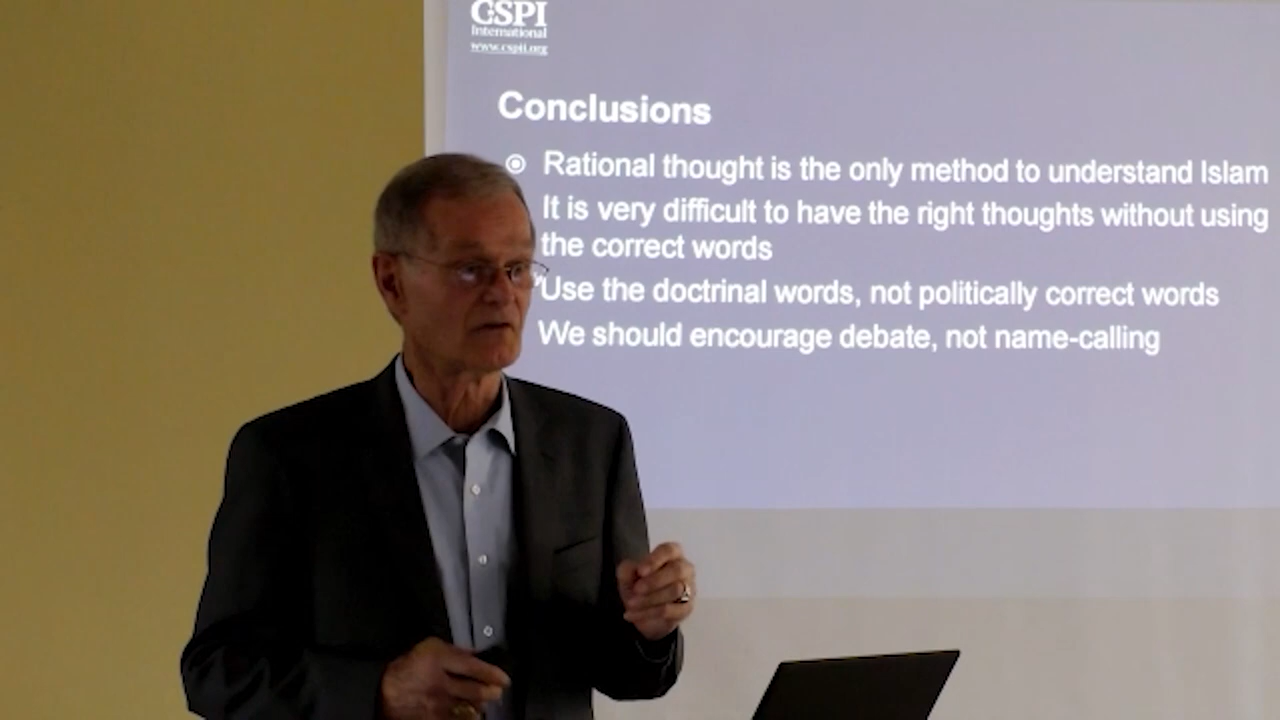 CSPI
International
www.cspii.org
Conclusions
Rational thought is the only method to understand Islam
It is very difficult to have the right thoughts without using
the correct words
Use the doctrinal words, not politically correct words
We should encourage debate, not name-calling